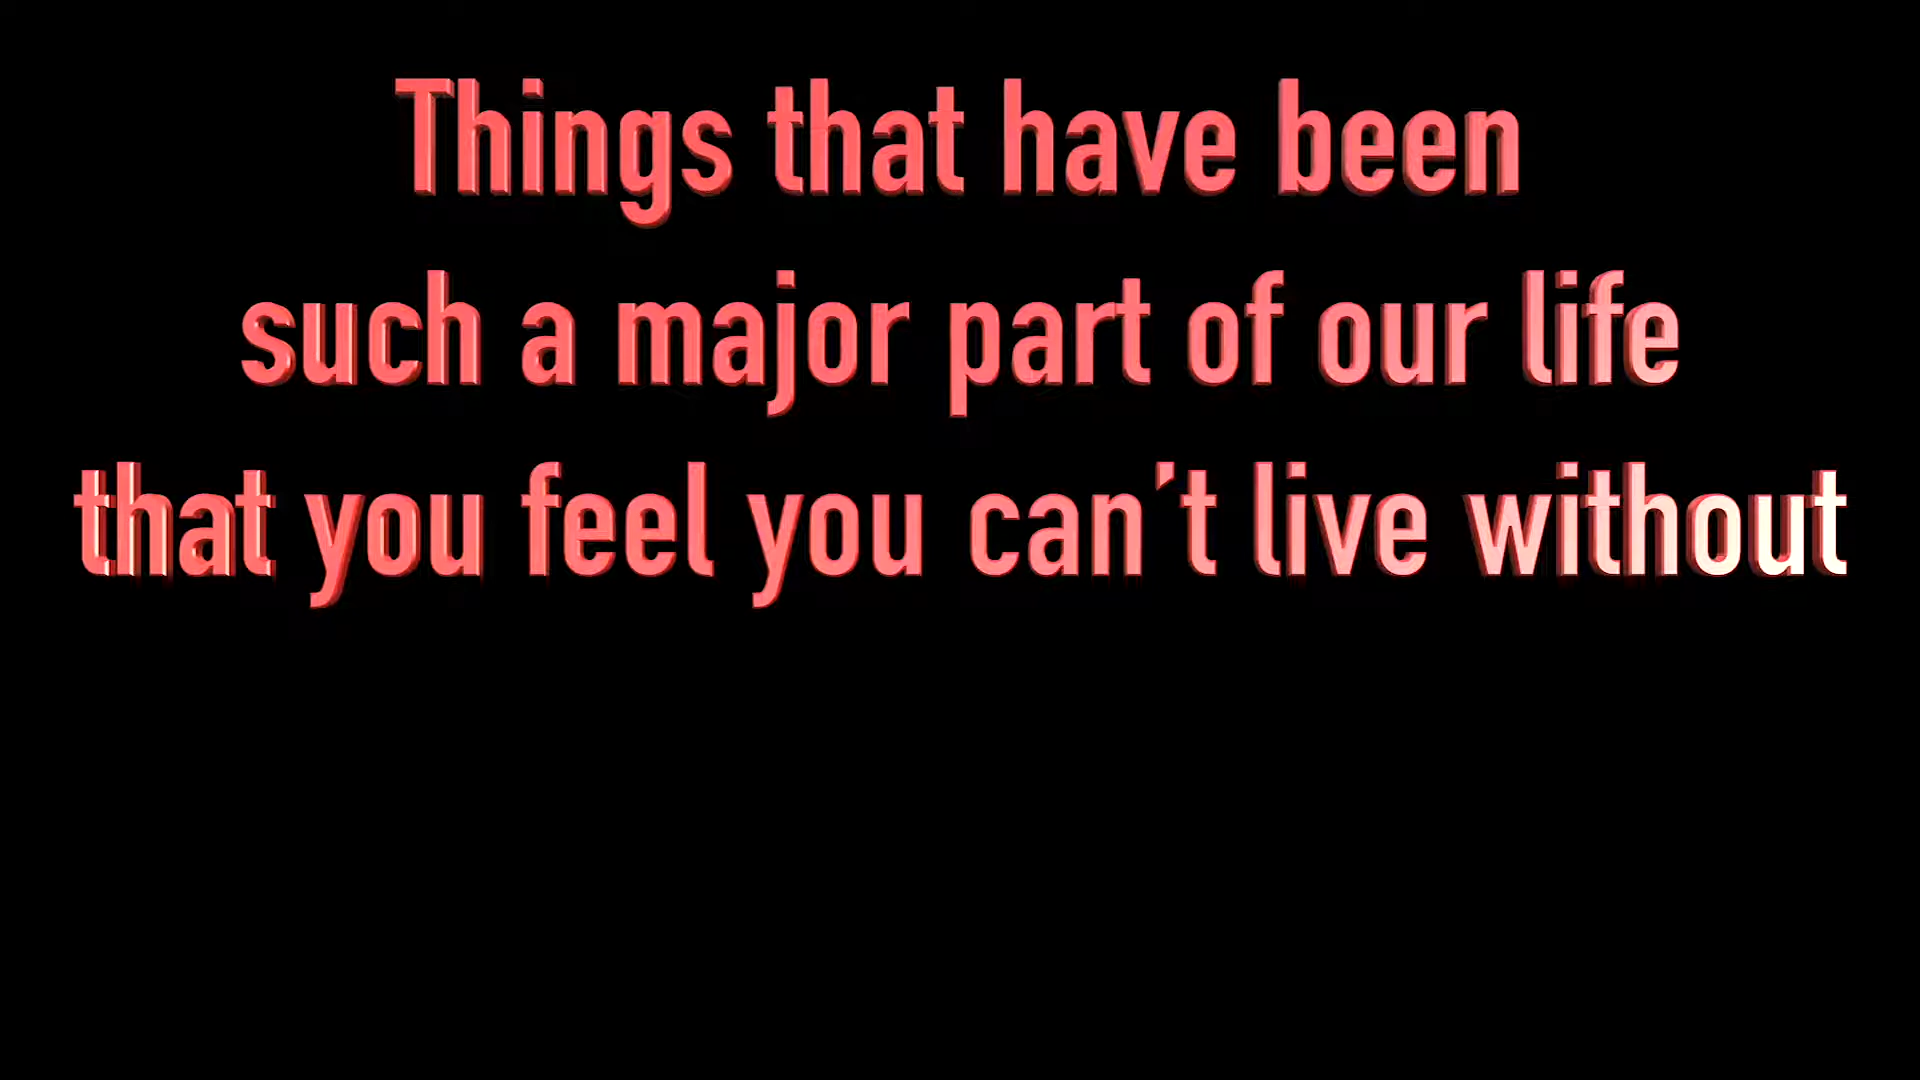 Things that have been
such a major part of our life
that you feel you can't live without